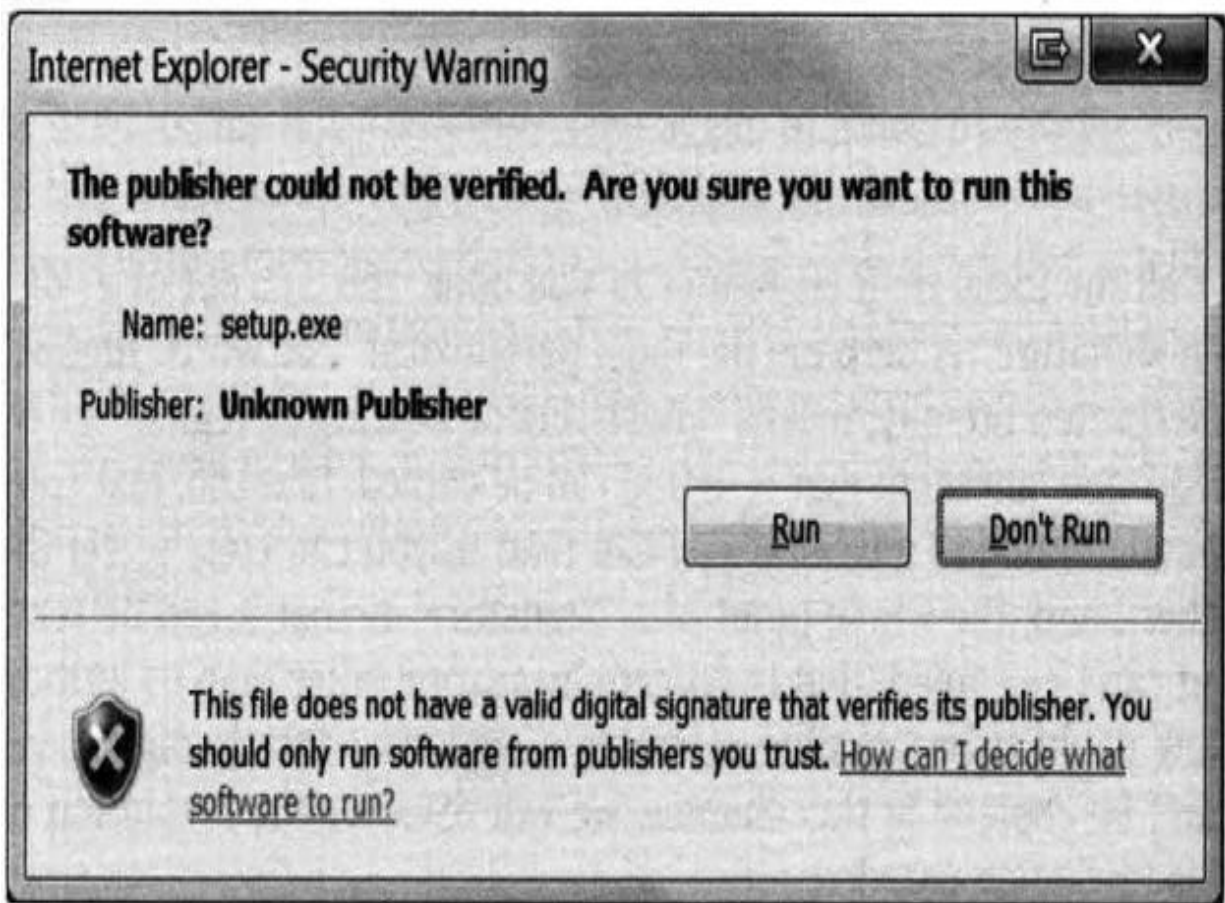 Internet Explorer - Security Warning
The publisher could not be verified.  Are you sure you want to run this
software?
Name: setup.exe
Publisher: Unknown Publisher
Run
Don't Run
This file does not have a valid digital signature that verifies its publisher. You
should only run software from publishers you trust. How can I decide what
software to run?